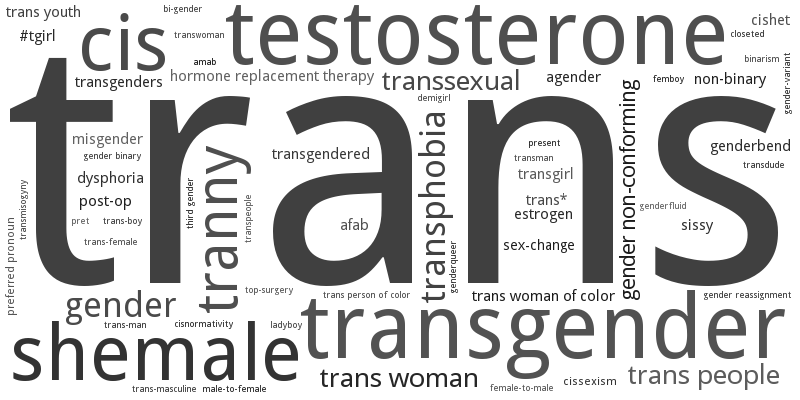 trans youth
bi-gender
cis
testosterone
cishet
#tgirl
transwoman
closeted
amab
binarism
transgenders
hormone replacement therapy
transsexual
agender
femboy
non-binary
gender-variant
demigirl
trans
misgender
gender binary
transgendered
transphobia
present
transman
gender non-conforming
genderbend
transdude
dysphoria
third gender
tranny
transgirl
post-op
transmisogyny
transpeople
trans*
estrogen
genderfluid
pret
trans-boy
afab
sissy
preferred pronoun
trans-female
genderqueer
sex-change
top-surgery
trans person of color
trans woman of color
gender reassignment
gender
trans-man
cisnormativity
ladyboy
transgender
shemale
trans woman
cissexism
trans people
trans-masculine
male-to-female
female-to-male